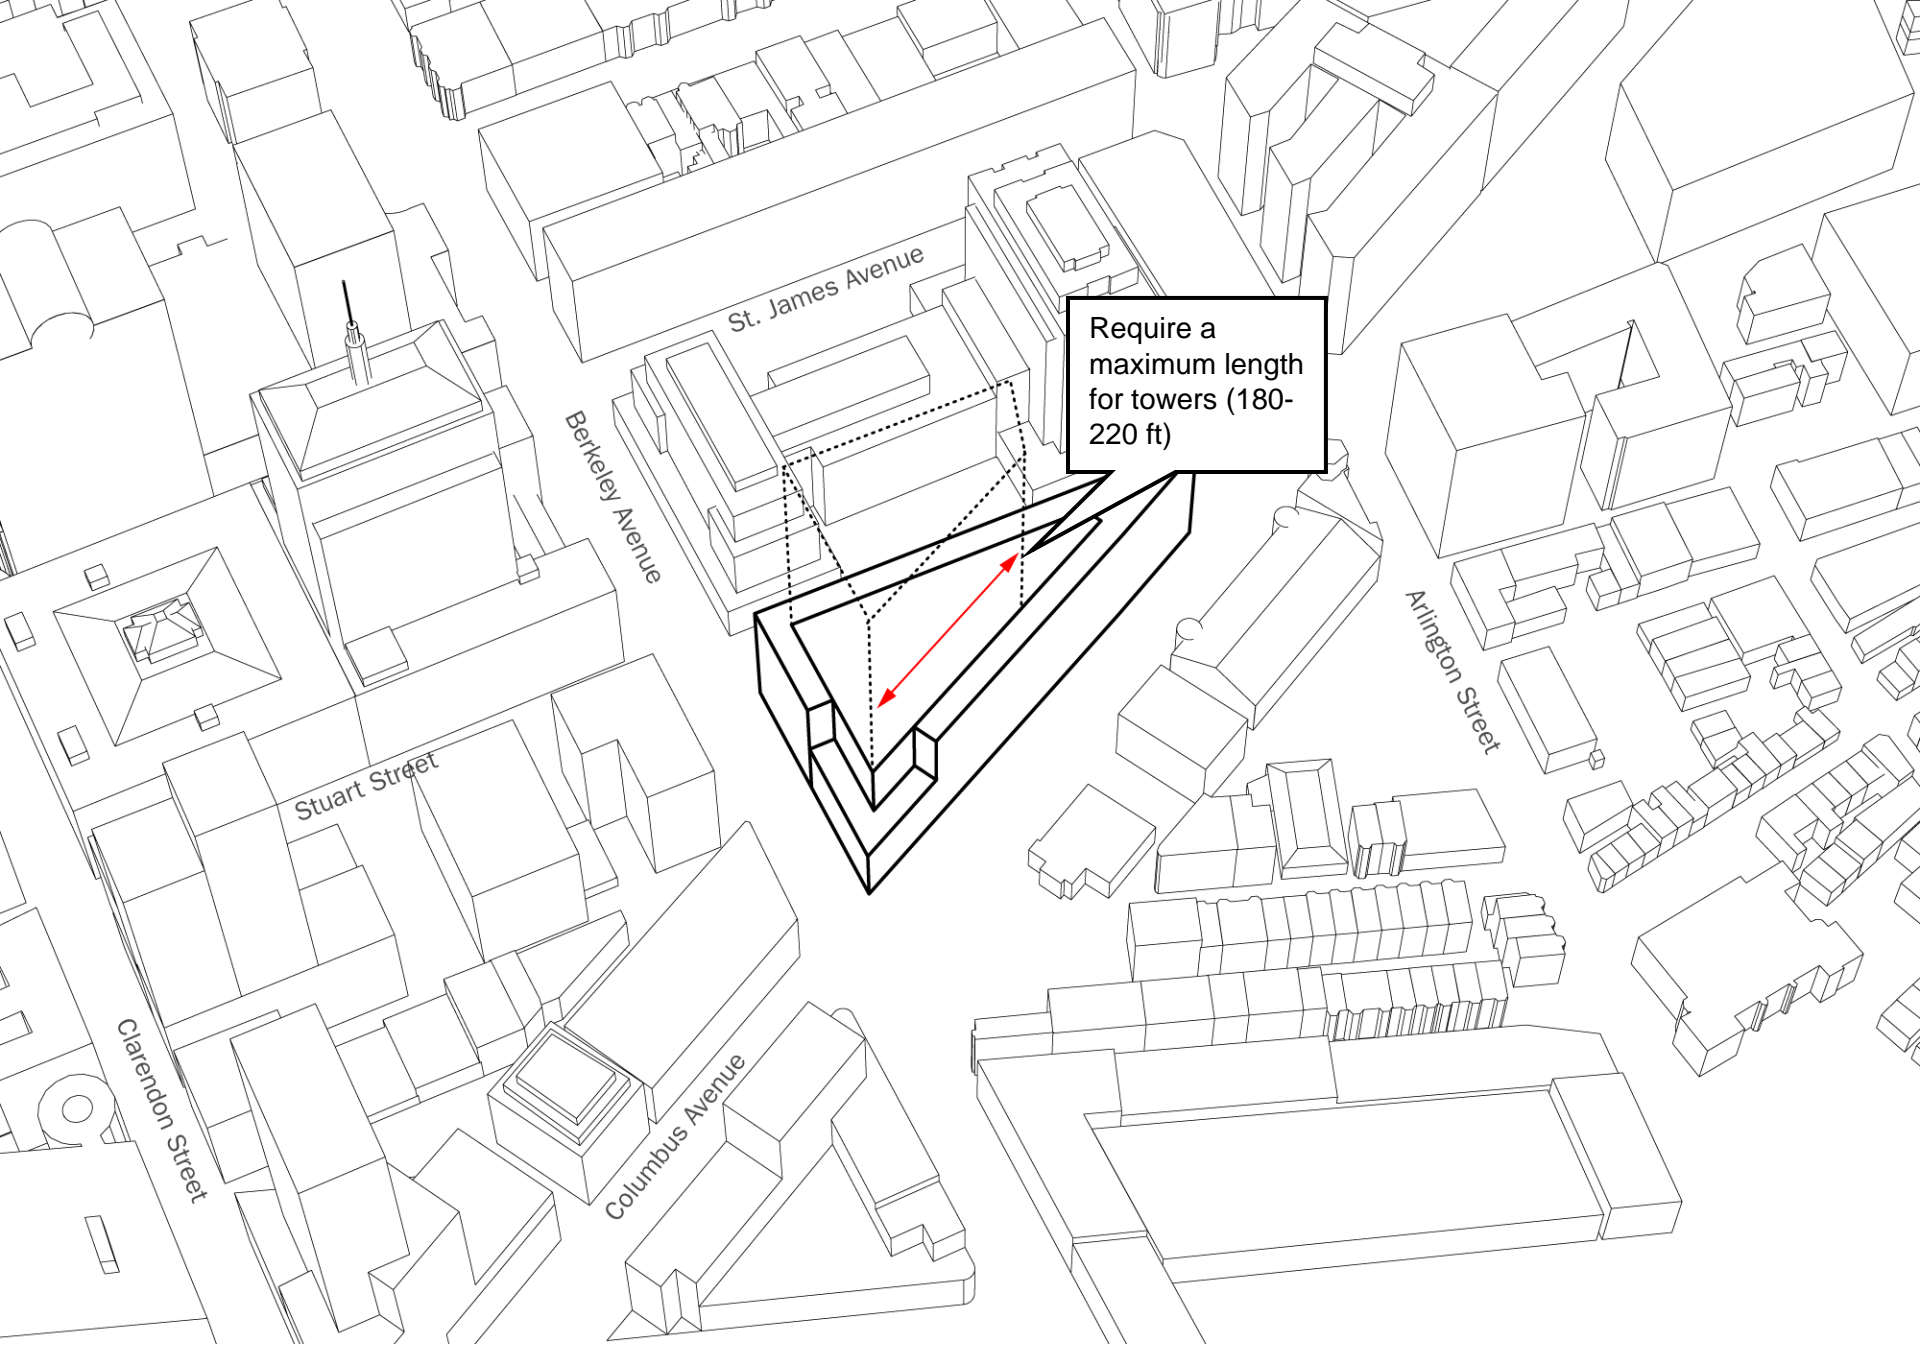 St. James Avenue
Require a
maximum length
for towers (180-
220 ft)
Berkeley Avenue
Arlington Street
Stuart Street
Clarendon Street
Columbus Avenue